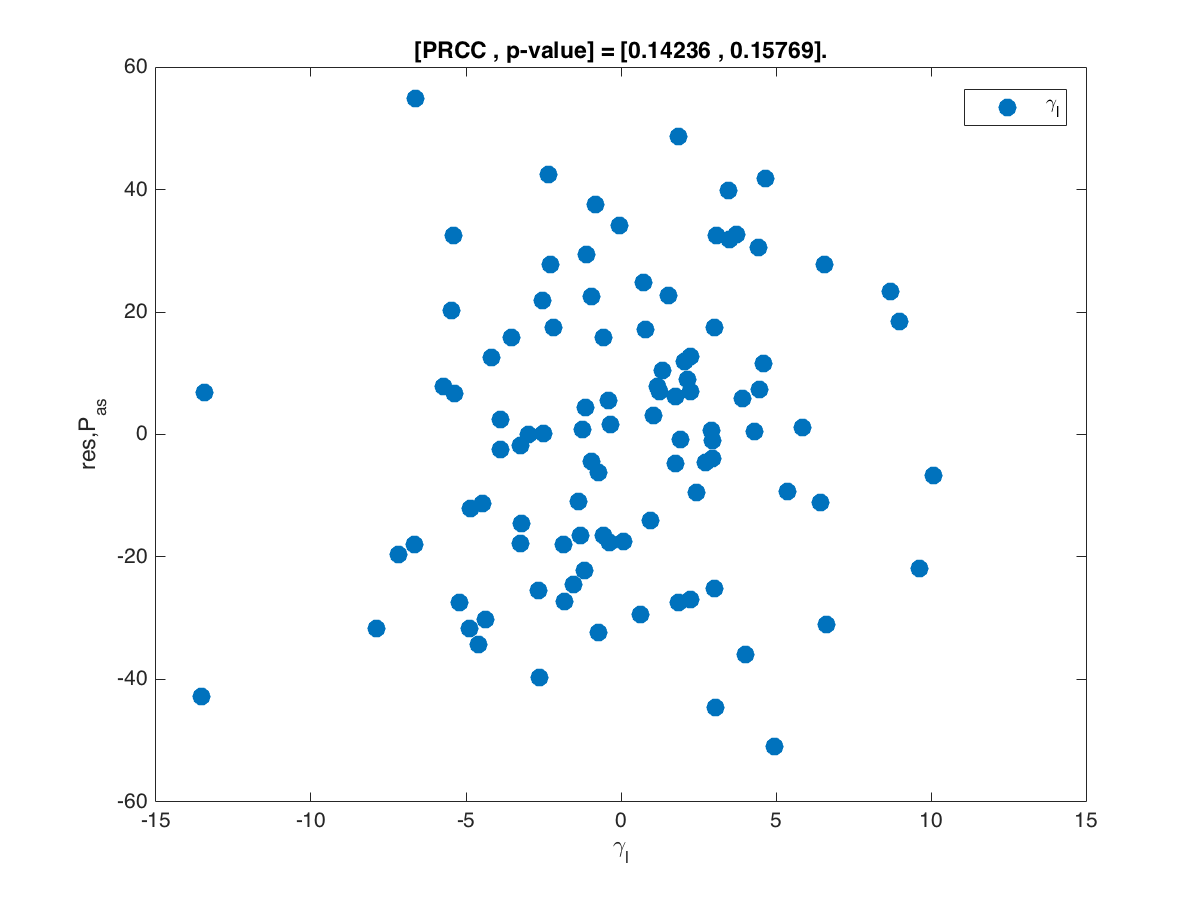 [PRCC , p-value] = [0.14236 , 0.15769].
60
40
20
0
-20
-40
-60
res,P_as
-15 -10 -5 0 5 10 15
γ_I
γ_I